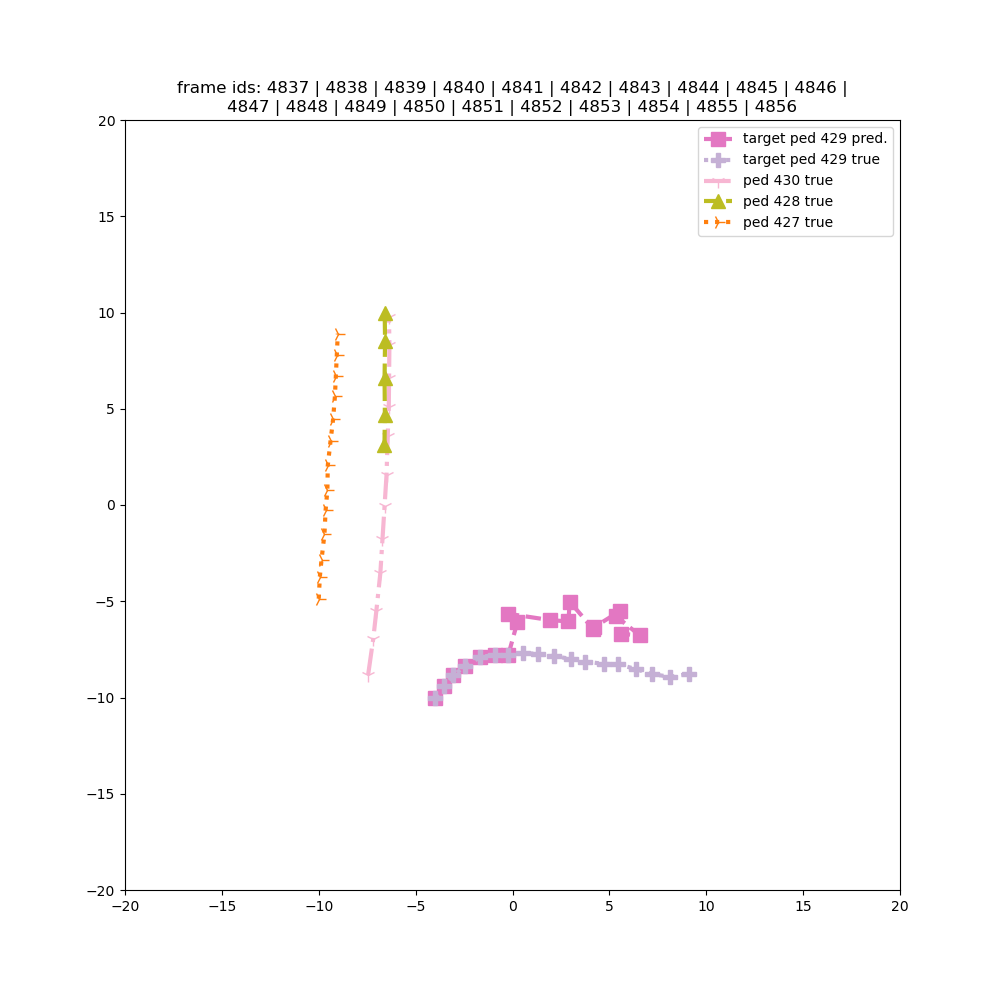 frame ids: 4837 | 4838 | 4839 | 4840 | 4841 | 4842 | 4843 | 4844 | 4845 | 4846 |
4847 | 4848 | 4849 | 4850 | 4851 | 4852 | 4853 | 4854 | 4855 | 4856
target ped 429 pred.
target ped 429 true
ped 430 true
ped 428 true
ped 427 true
20
15
10
5
0
−5
−10
−15
−20
−20 −15 −10 −5 0 5 10 15 20